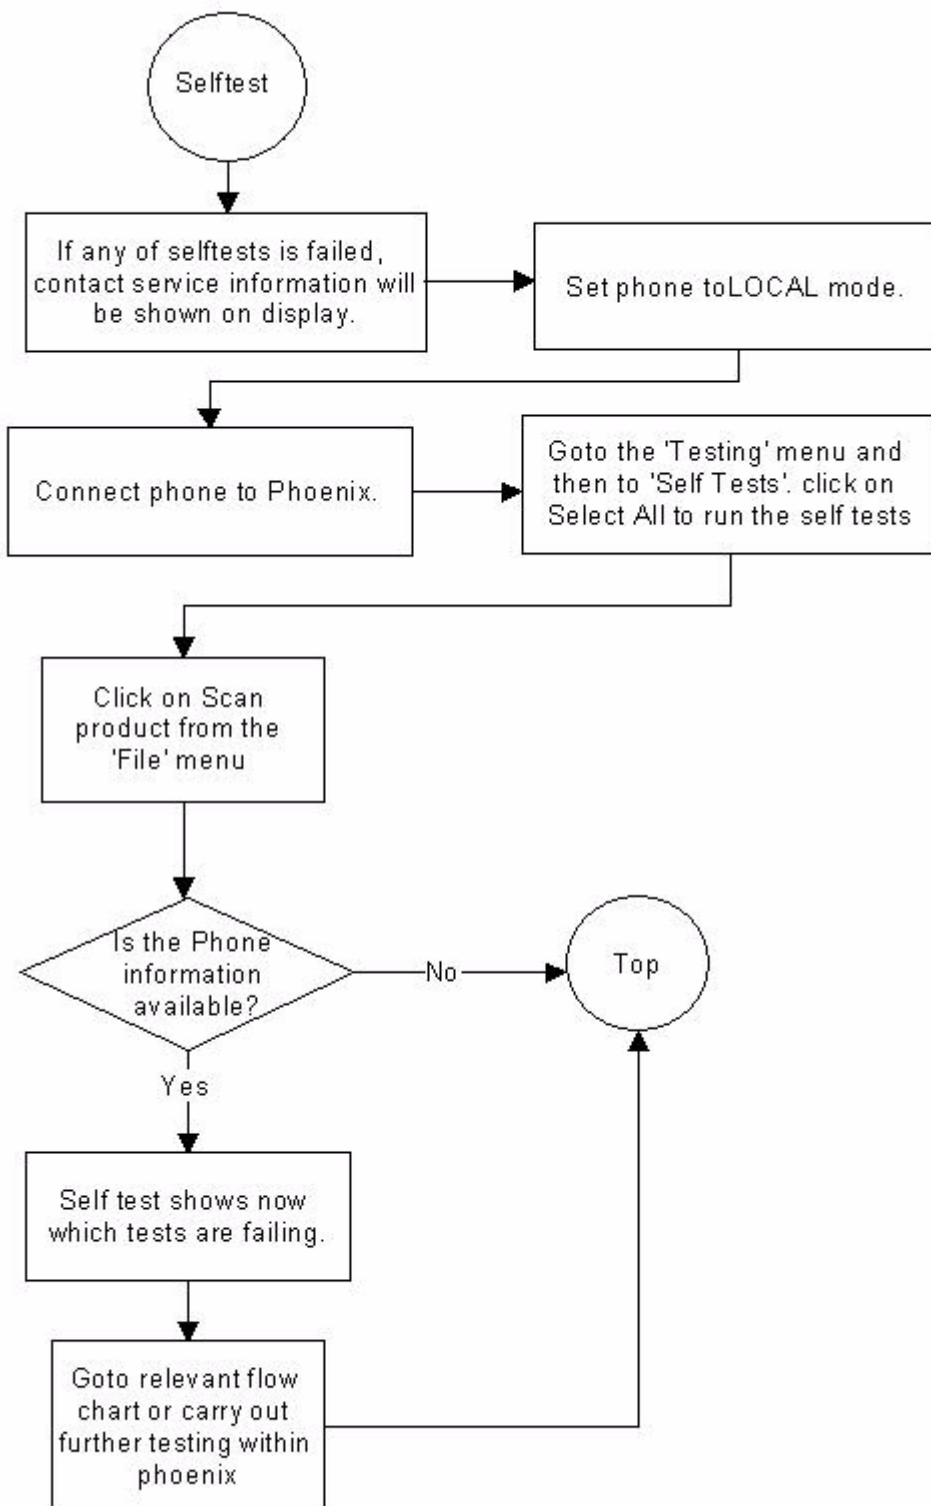 Selftest
If any of selftests is failed,
contact service information will
be shown on display.
Set phone toLOCAL mode.
Connect phone to Phoenix.
Goto the 'Testing' menu and
then to 'Self Tests'. click on
Select All to run the self tests
Click on Scan
product from the
'File' menu
Is the Phone
information
available?
No
Top
Yes
Self test shows now
which tests are failing.
Goto relevant flow
chart or carry out
further testing within
phoenix